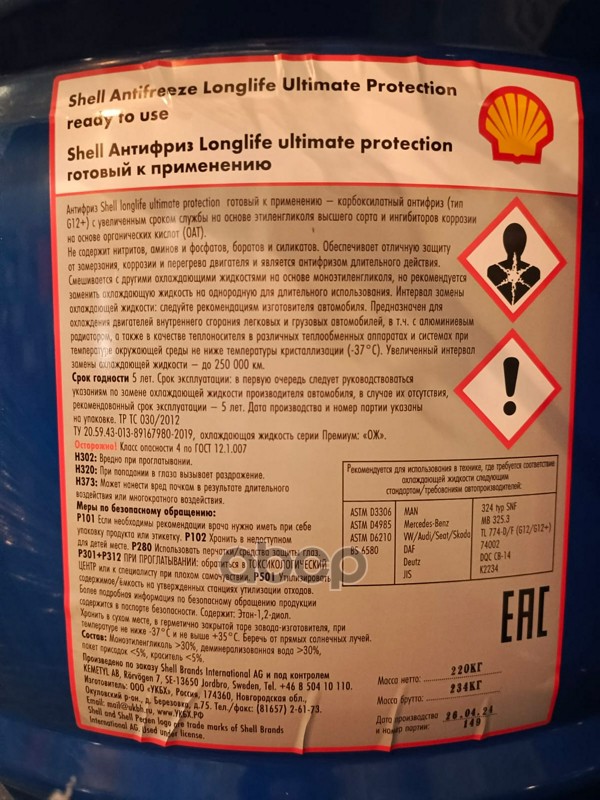 Shell Antifreeze Longlife Ultimate Protection
ready to use
Shell Антифриз Longlife ultimate protection
готовый к применению
Антифриз Shell longlife ultimate protection готовый к применению – карбоксилатный антифриз (тип
G12+) с увеличенным сроком службы на основе этиленгликоля высшего сорта и ингибиторов коррозии
на основе органических кислот (OAT).
Не содержит нитритов, аминов и фосфатов, боратов и силикатов. Обеспечивает отличную защиту
от замерзания, коррозии и перегрева двигателя и является антифризом длительного действия.
Смешивается с другими охлаждающими жидкостями на основе моноэтиленгликоля, но рекомендуется
заменить охлаждающую жидкость на однородную для длительного использования. Интервал замены
охлаждающей жидкости: следуйте рекомендациям изготовителя автомобиля. Предназначен для
охлаждения двигателей внутреннего сгорания легковых и грузовых автомобилей, в т.ч. с алюминиевым
радиатором, а также в качестве теплоносителя в различных теплообменных аппаратах и системах при
температуре окружающей среды не ниже температуры кристаллизации (-37°С). Увеличенный интервал
замены охлаждающей жидкости – до 250 000 км.
Срок годности 5 лет. Срок эксплуатации: в первую очередь следует руководствоваться
указаниям по замене охлаждающей жидкости производителя автомобиля, в случае их отсутствия,
рекомендованный срок эксплуатации – 5 лет. Дата производства и номер партии указаны
на упаковке. ТР ТС 030/2012
ТУ 20.59.43-013-89167980-2019, охлаждающая жидкость серии Премиум: «ОЖ».
Осторожно! Класс опасности 4 по ГОСТ 12.1.007
H302: Вредно при проглатывании.
H320: При попадании в глаза вызывает раздражение.
H373: Может нанести вред почкам в результате длительного
воздействия или многократного воздействия.
Меры по безопасному обращению:
P101 Если необходимы рекомендации врача нужно иметь при себе
упаковку продукта или этикетку. P102 Хранить в недоступном
для детей месте. P280 Использовать перчатки/средства
P301+P312 ПРИ ПРОГЛАТЫВАНИИ: обратиться в ТОКСИКОЛОГИЧЕСКИЙ
ЦЕНТР или к специалисту при плохом самочувствии. P501 Утилизировать
содержимое/ёмкость на утвержденных станциях утилизации отходов.
Более подробная информация по безопасному обращению продукции
содержится в паспорте безопасности. Содержит: Этан-1,2-диол.
Хранить в сухом месте, в герметично закрытой таре завода-изготовителя, при
температуре не ниже -37°С и не выше +35°С. Беречь от прямых солнечных лучей.
Состав: Моноэтиленгликоль >30%, деминерализованная вода >30%,
пакет присадок <5%, краситель <5%.
Произведено по заказу Shell Brands International AG и под контролем
KEMETYL AB, Rörvägen 7, SE-13650 Jordbro, Sweden, Tel. +46 8 504 10 110.
Изготовитель: ООО «УКБХ», Россия, 174360, Новгородская обл.,
Окуловский р-он, д. Березовка, д.75. Тел./факс: (81657) 2-61-73.
Email: mail@ukbh.ru, www.УКБХ.РФ
Shell and Shell Pecten logo are trade marks of Shell Brands
International AG. Used under license.
Рекомендуется для использования в технике, где требуется соответствие
охлаждающей жидкости следующим
стандартом/требованиям автопроизводителей:
ASTM D3306 MAN 324 typ SNF
ASTM D4985 Mercedes-Benz MB 325.3
ASTM D6210 VW/Audi/Seat/Skoda TL 774-D/F (G12/G12+)
BS 6580 DAF 74002
Deutz DQC CB-14
JIS K2234
EAC
Масса нетто: 220КГ
Масса брутто: 234КГ
Дата производства 26.04.24
и номер партии: 149